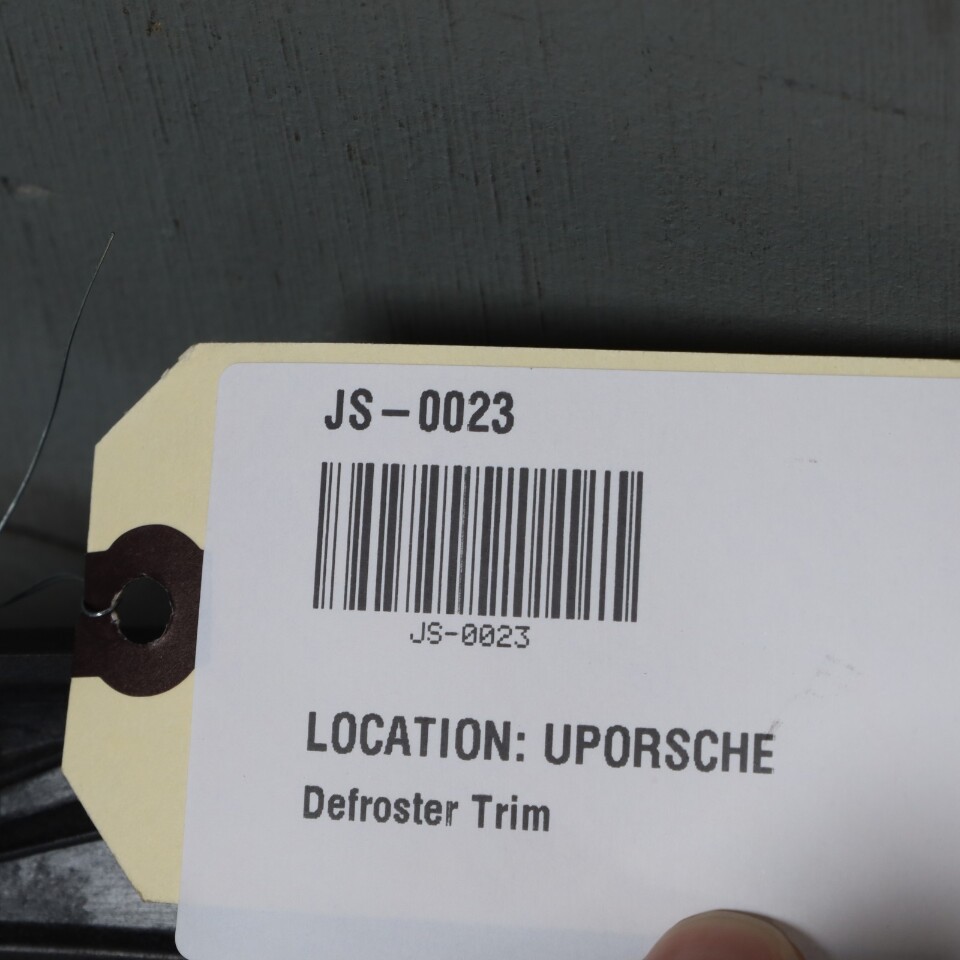 JS-0023
JS-0023
LOCATION: UPORSCHE
Defroster Trim